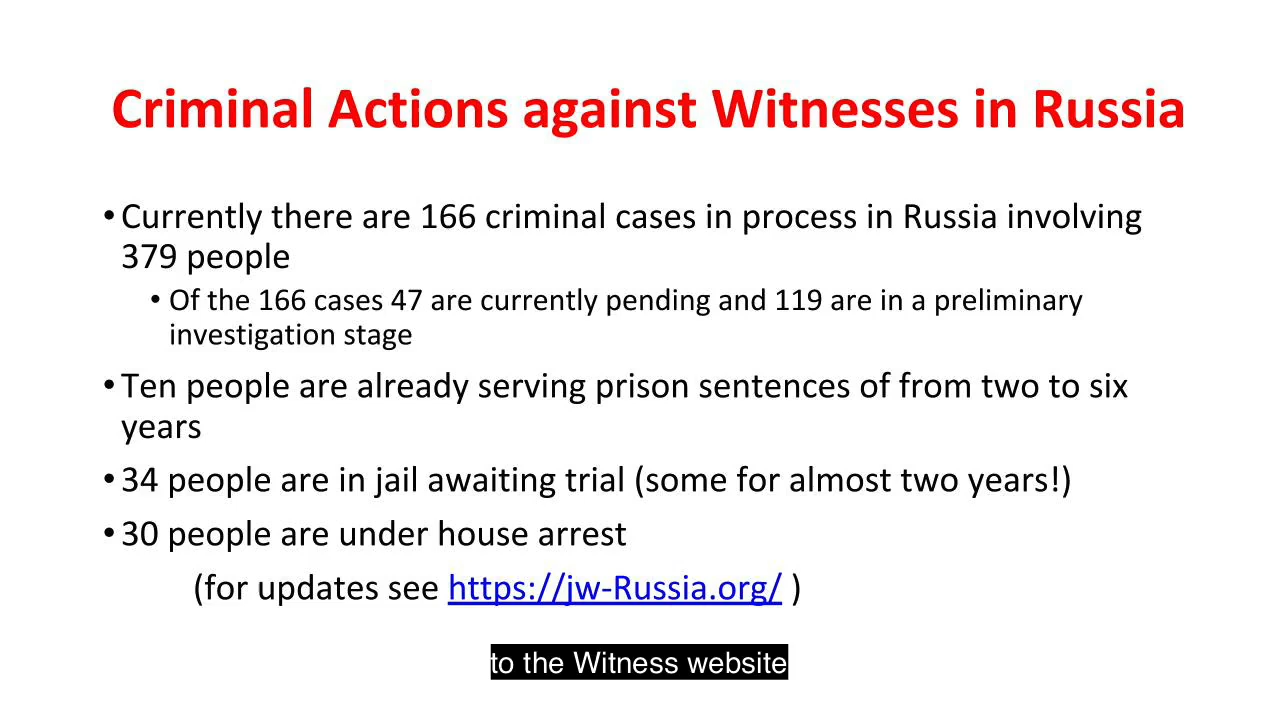 Criminal Actions against Witnesses in Russia
• Currently there are 166 criminal cases in process in Russia involving
379 people
• Of the 166 cases 47 are currently pending and 119 are in a preliminary
investigation stage
• Ten people are already serving prison sentences of from two to six
years
• 34 people are in jail awaiting trial (some for almost two years!)
• 30 people are under house arrest
(for updates see https://jw-Russia.org/ )
to the Witness website